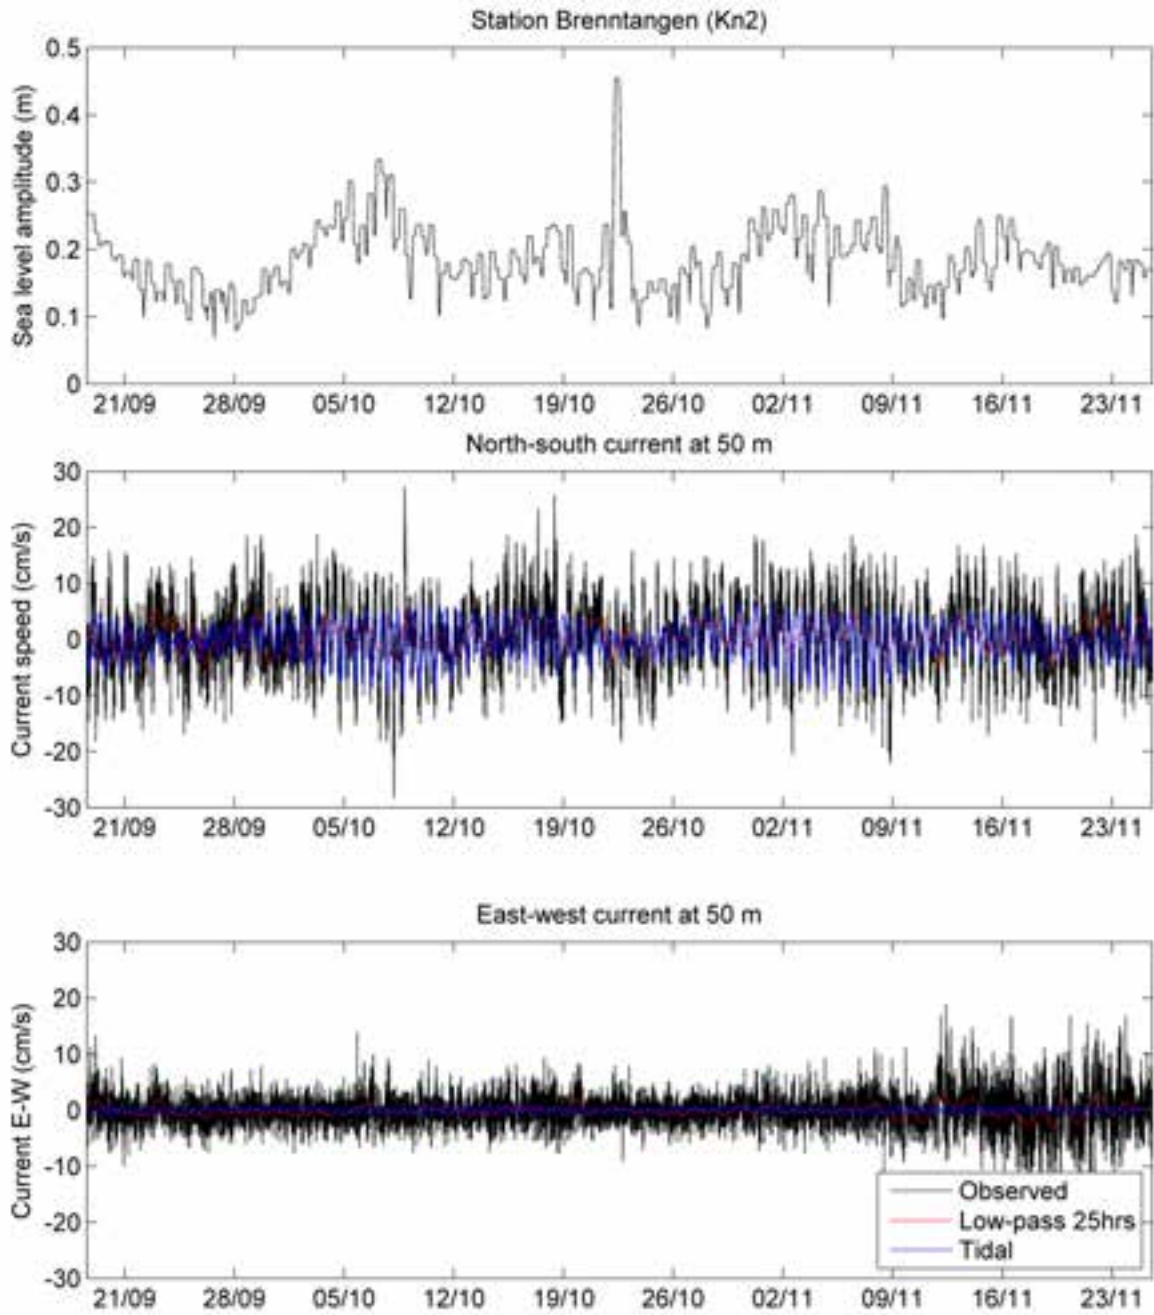 Station Brenntangen (Kn2)
Sea level amplitude (m)
0.5
0.4
0.3
0.2
0.1
0
21/09 28/09 05/10 12/10 19/10 26/10 02/11 09/11 16/11 23/11
North-south current at 50 m
Current speed (cm/s)
30
20
10
0
-10
-20
-30
21/09 28/09 05/10 12/10 19/10 26/10 02/11 09/11 16/11 23/11
East-west current at 50 m
Current E-W (cm/s)
30
20
10
0
-10
-20
-30
Observed
Low-pass 25hrs
Tidal
21/09 28/09 05/10 12/10 19/10 26/10 02/11 09/11 16/11 23/11